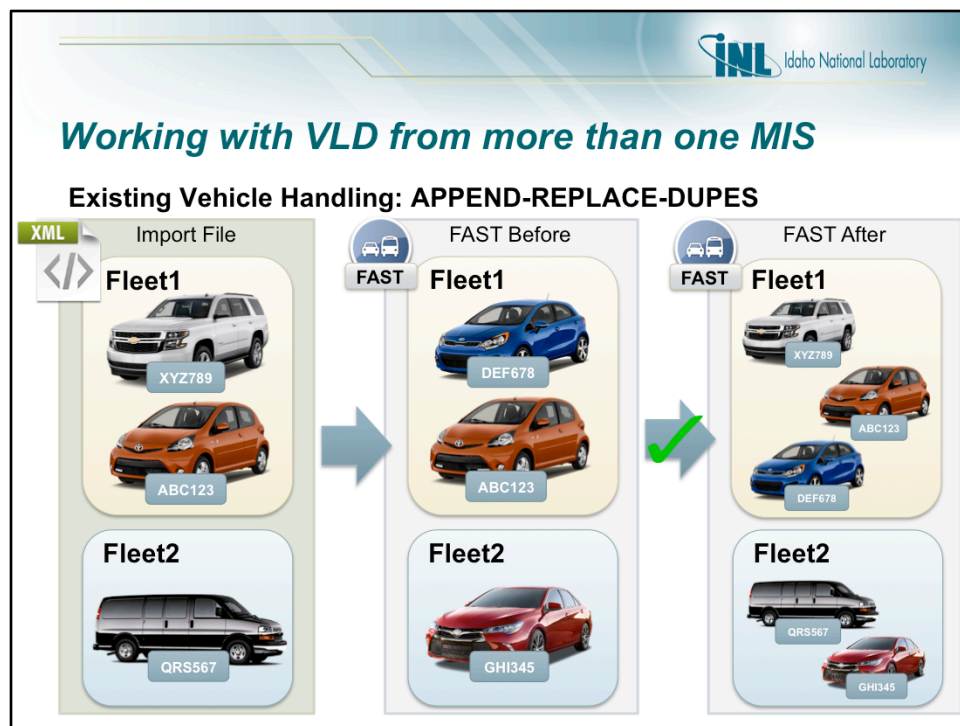 INL Idaho National Laboratory
Working with VLD from more than one MIS
Existing Vehicle Handling: APPEND-REPLACE-DUPES
XML
</>
Import File
Fleet1
XYZ789
ABC123
Fleet2
QRS567
FAST
FAST Before
Fleet1
DEF678
ABC123
Fleet2
GHI345
FAST
FAST After
Fleet1
XYZ789
ABC123
DEF678
Fleet2
QRS567
GHI345